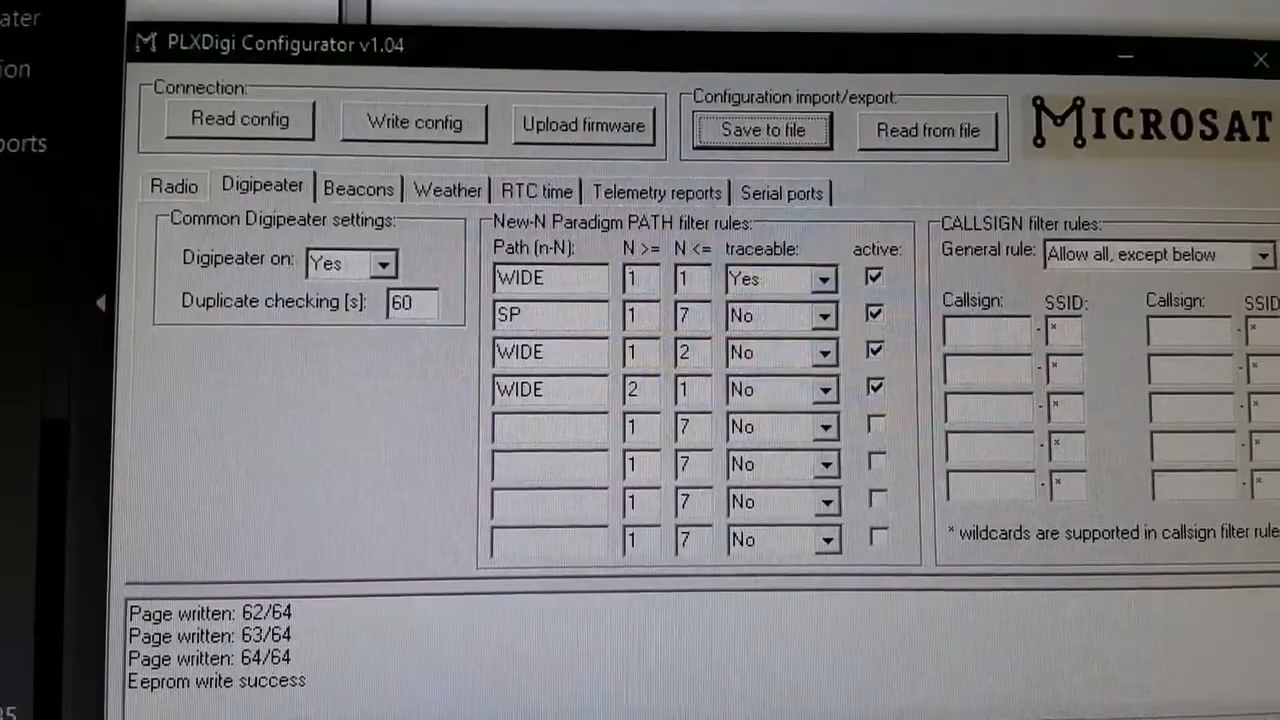 ater
ion
ports
PLXDigi Configurator v1.04
Connection:
Read config
Write config
Upload firmware
Configuration import/export:
Save to file
Read from file
MICROSAT
Radio
Digipeater
Beacons
Weather
RTC time
Telemetry reports
Serial ports
Common Digipeater settings:
Digipeater on: Yes
Duplicate checking [s]: 60
New-N Paradigm PATH filter rules:
Path (n-N): N >= N <= traceable: active:
WIDE 1 1 Yes
SP 1 7 No
WIDE 1 2 No
WIDE 2 1 No
1 7 No
1 7 No
1 7 No
1 7 No
CALLSIGN filter rules:
General rule: Allow all, except below
Callsign: SSID: Callsign: SSID
- * - *
- * - *
- * - *
- * - *
- * - *
* wildcards are supported in callsign filter rule
Page written: 62/64
Page written: 63/64
Page written: 64/64
Eeprom write success
35